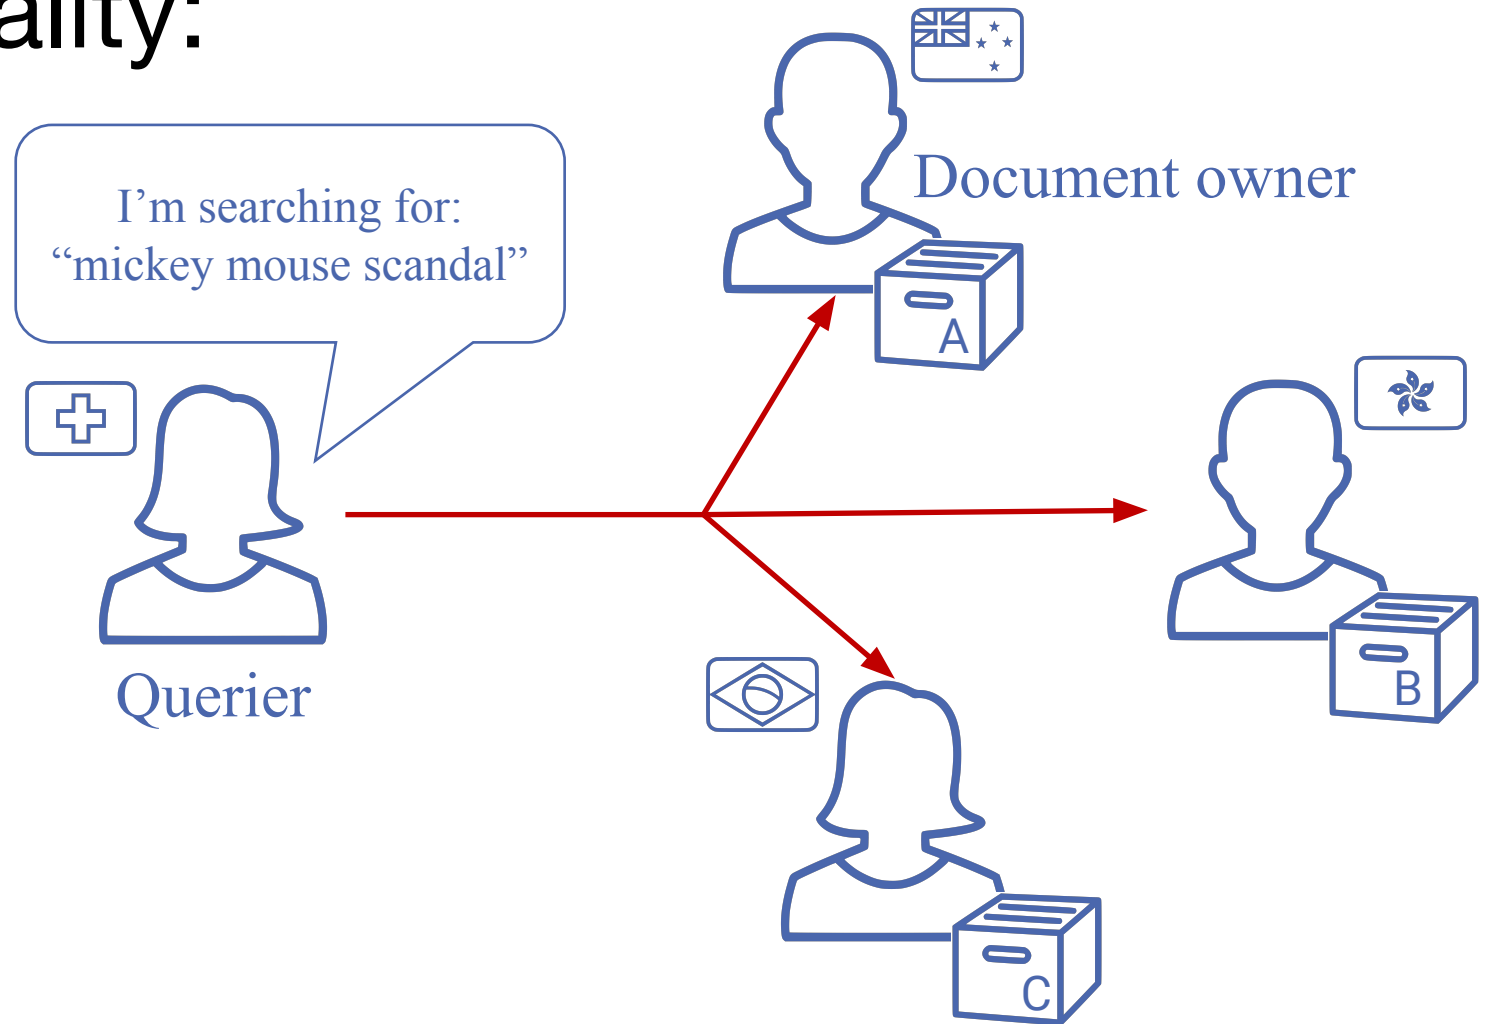 ality:
I’m searching for:
“mickey mouse scandal”
Document owner
A
Querier
B
C